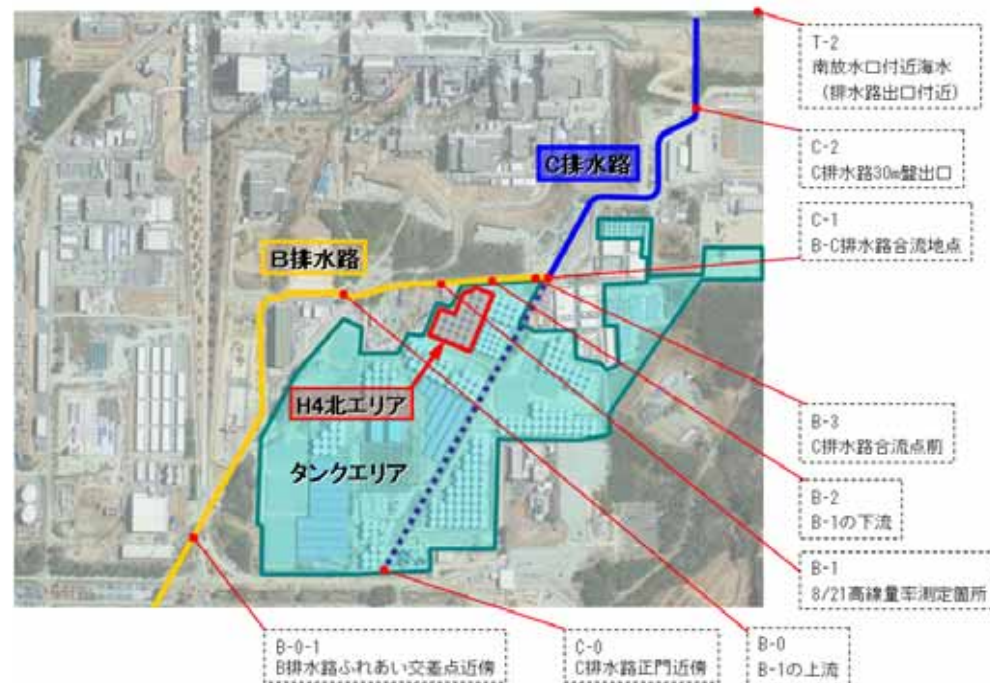 T-2
南放水口付近海水
(排水路出口付近)
C-2
C排水路30m盤出口
C排水路
C-1
B-C排水路合流地点
B排水路
H4北エリア
タンクエリア
B-3
C排水路合流点前
B-2
B-1の下流
B-1
8/21高線量率測定箇所
B-0-1
B排水路ふれあい交差点近傍
C-0
C排水路正門近傍
B-0
B-1の上流